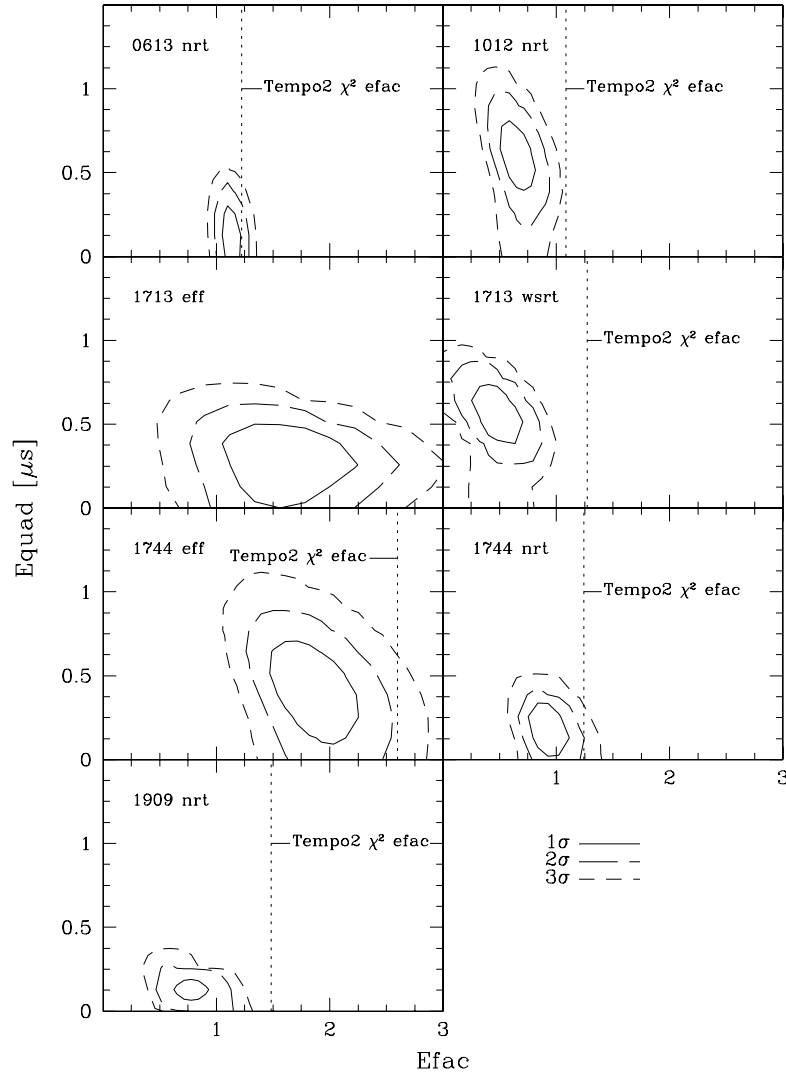 0613 nrt
Tempo2 χ² efac
1
0.5
0
1012 nrt
Tempo2 χ² efac
1713 eff
1
0.5
0
1713 wsrt
Tempo2 χ² efac
1744 eff
Tempo2 χ² efac
1
0.5
0
1744 nrt
Tempo2 χ² efac
1 2 3
1909 nrt
Tempo2 χ² efac
1
0.5
0
1 2 3
1σ
2σ
3σ
Equad [μs]
Efac